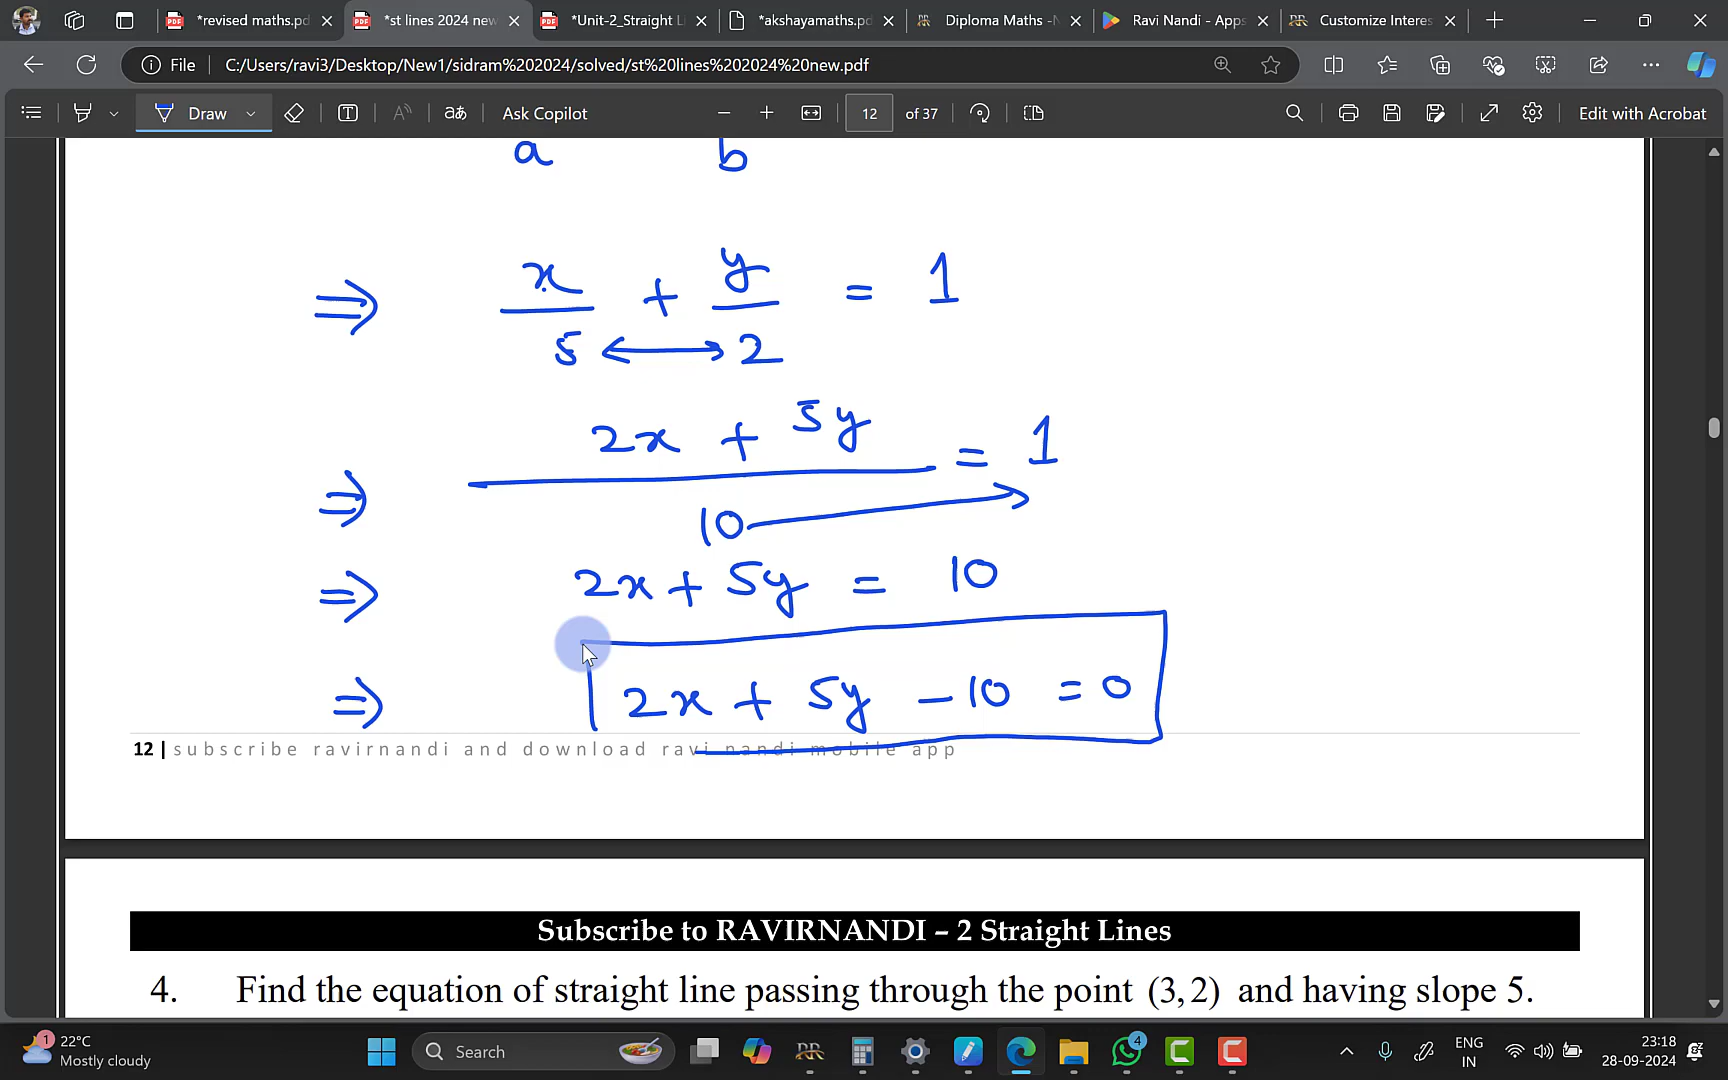 *revised maths.pd
*st lines 2024 new
*Unit-2_Straight L
*akshayamaths.pd
Diploma Maths -N
Ravi Nandi - Apps
Customize Interes
File
C:/Users/ravi3/Desktop/New1/sidram%202024/solved/st%20lines%202024%20new.pdf
Draw
Ask Copilot
12 of 37
Edit with Acrobat
a b
⇒ x/5 + y/2 = 1
⇒ (2x + 5y)/10 = 1
⇒ 2x + 5y = 10
⇒ 2x + 5y - 10 = 0
12 | subscribe ravirnandi and download ravi nandi mobile app
Subscribe to RAVIRNANDI – 2 Straight Lines
4. Find the equation of straight line passing through the point (3, 2) and having slope 5.
1
22°C
Mostly cloudy
Search
4
ENG
IN
23:18
28-09-2024